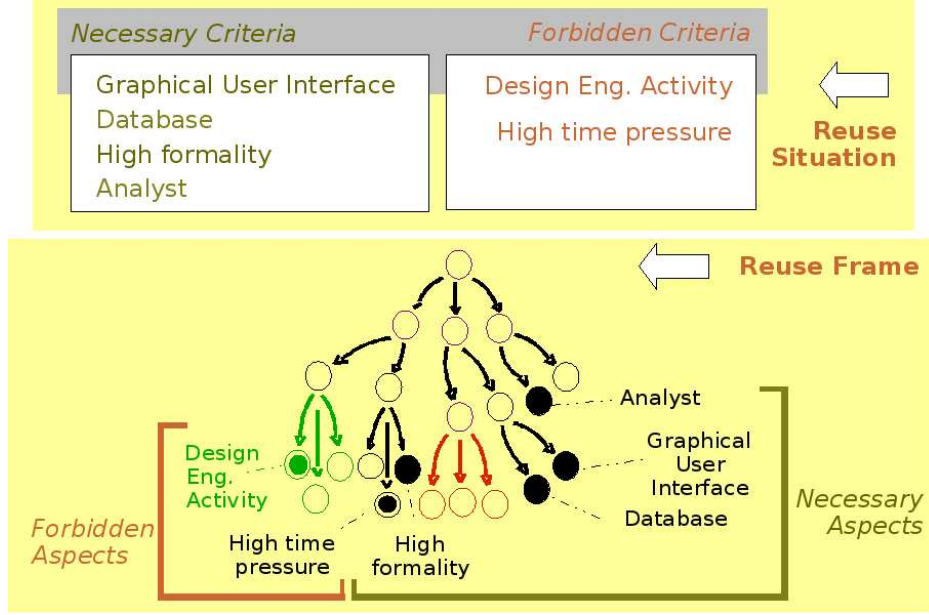 Necessary Criteria
Forbidden Criteria
Graphical User Interface
Database
High formality
Analyst
Design Eng. Activity
High time pressure
Reuse
Situation
Reuse Frame
Analyst
Graphical
User
Interface
Database
Necessary
Aspects
Design
Eng.
Activity
Forbidden
Aspects
High time
pressure
High
formality